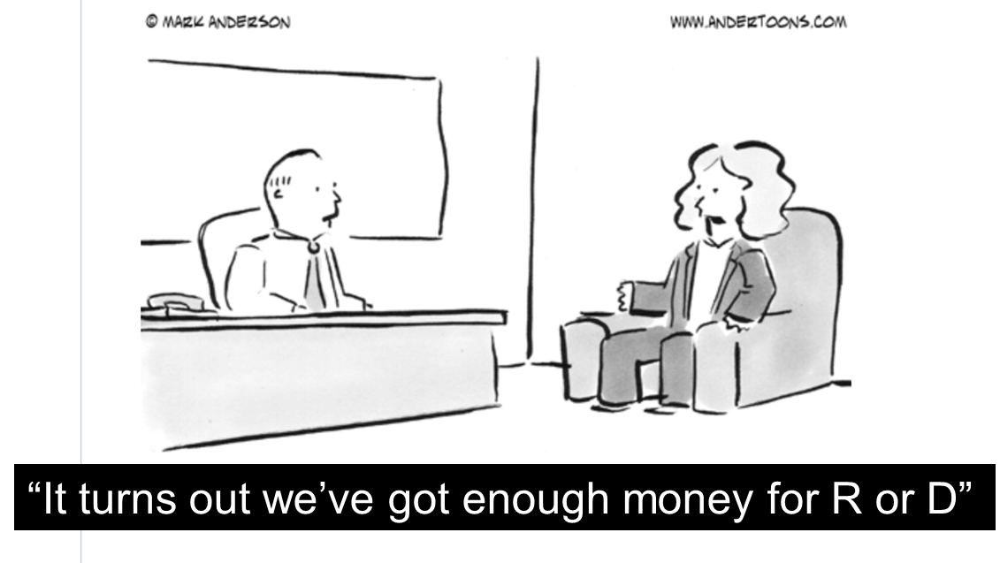 © MARK ANDERSON
WWW.ANDERTOONS.COM
“It turns out we’ve got enough money for R or D”